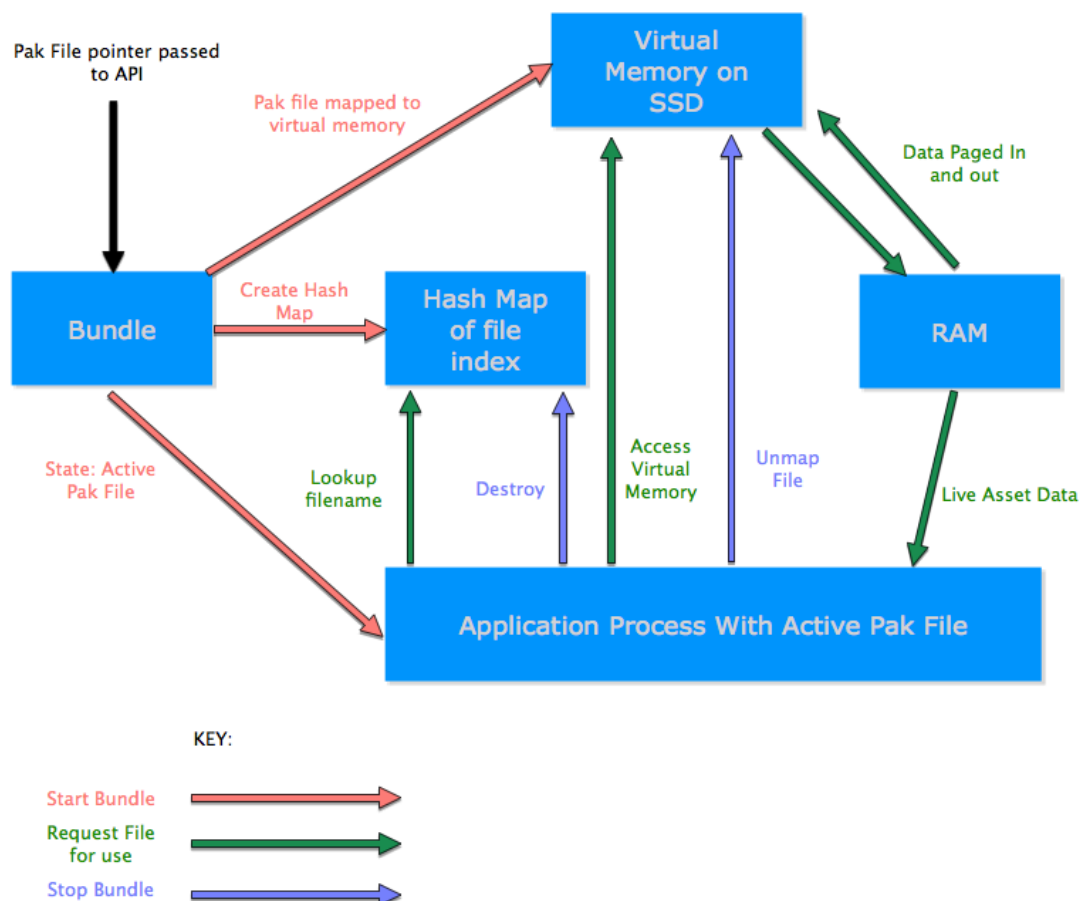 Pak File pointer passed
to API
Virtual
Memory on
SSD
Pak file mapped to
virtual memory
Data Paged In
and out
Bundle
Create Hash
Map
Hash Map
of file
index
RAM
State: Active
Pak File
Lookup
filename
Destroy
Access
Virtual
Memory
Unmap
File
Live Asset Data
Application Process With Active Pak File
KEY:
Start Bundle
Request File
for use
Stop Bundle